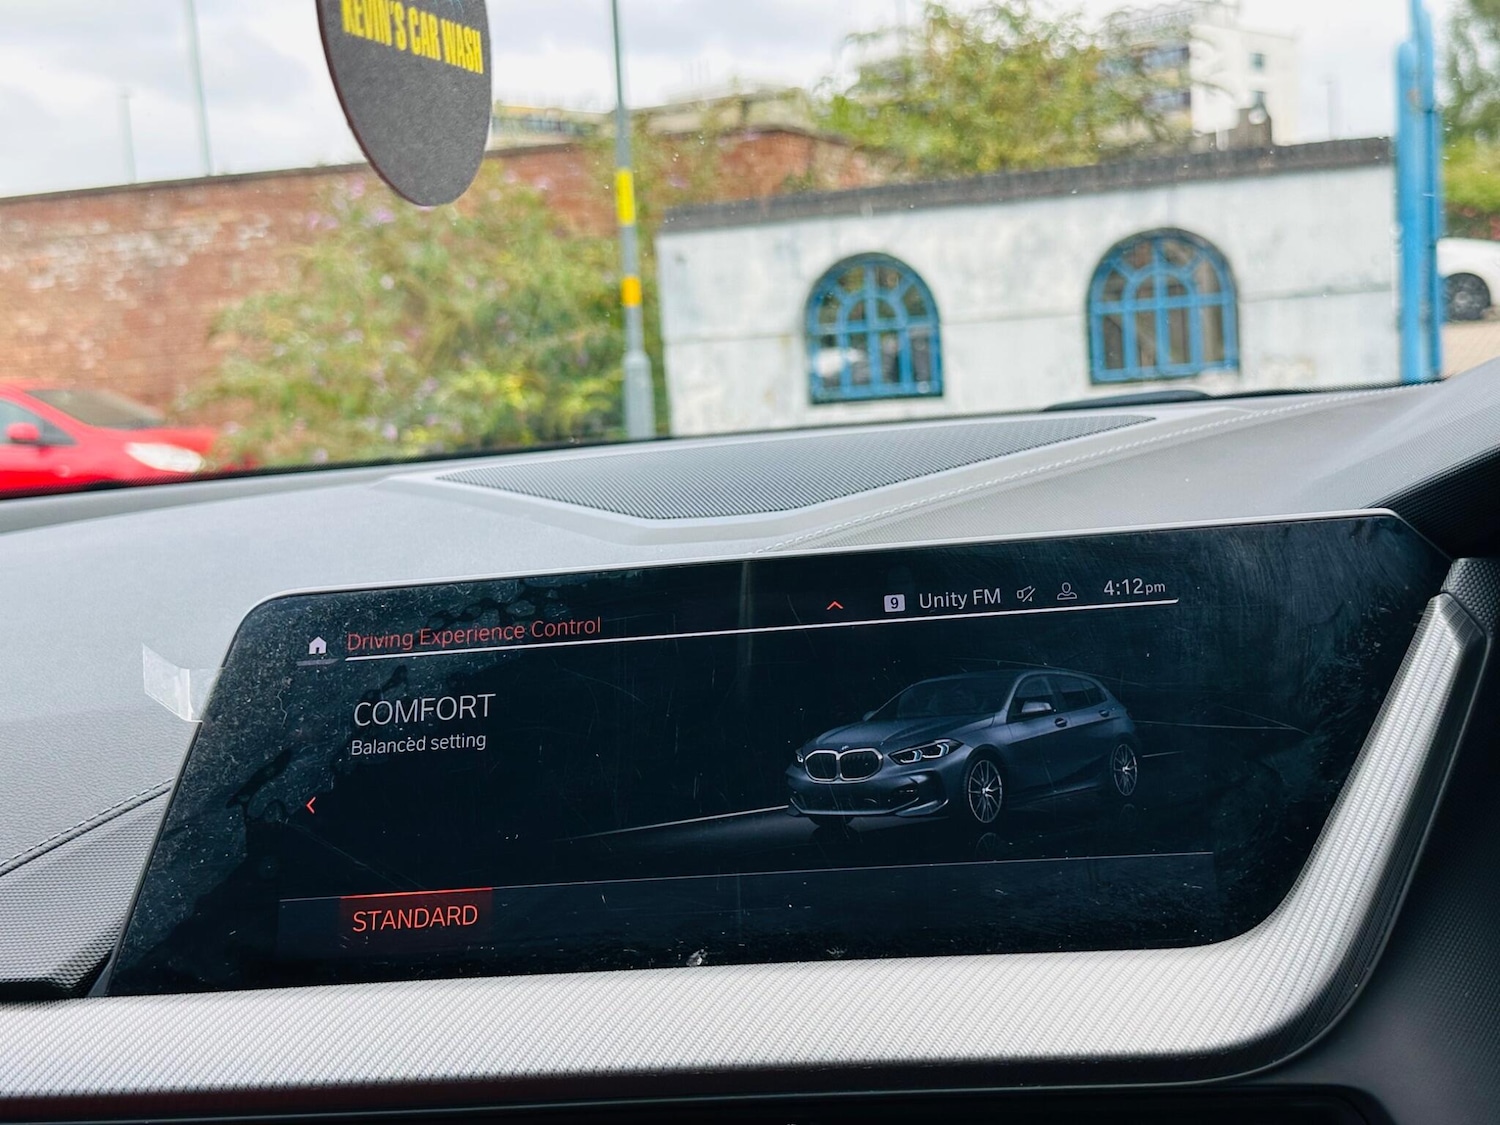 KEVIN'S CAR WASH
Driving Experience Control
9 Unity FM 4:12pm
COMFORT
Balanced setting
STANDARD